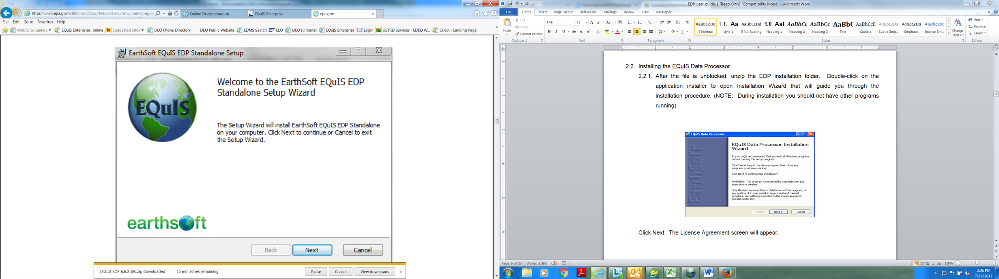 https://www.epa.gov/sites/production/files/2016-02/documents/region
Online Documentation
EQuIS Enterprise
epa.gov
File Edit Go to Favorites Help
Web Slice Gallery
EQuIS Enterprise- online
Suggested Sites
DEQ Phone Directory
DEQ Public Website
EDMS Search
LEO
DEQ's Intranet
EQuIS Enterprise
Login
USTRD Services - LDEQ W...
Cricut - Landing Page
EarthSoft EQuIS EDP Standalone Setup
EQuIS
Welcome to the EarthSoft EQuIS EDP
Standalone Setup Wizard
The Setup Wizard will install EarthSoft EQuIS EDP Standalone
on your computer. Click Next to continue or Cancel to exit
the Setup Wizard.
earthsoft
Back Next Cancel
23% of EDP_6.6.0_x86.zip downloaded 15 min 30 sec remaining Pause Cancel View downloads
EDP_user_guide-1 [Read-Only] [Compatibility Mode] - Microsoft Word
File Home Insert Page Layout References Mailings Review View Developer
Paste
Cut
Copy
Format Painter
Clipboard
Arial 12
Font
Paragraph
AaBbCcDd 1.1. Aa AaBbCcDd 1.0 AaI AaBbCc AaBbCc AaBb( AaBbCcC AaBbCcDd AaBbCcDd AaBbCcDc
¶ Normal style 1 ¶ No Spacing Heading 1 Heading 2 Heading 3 Title Subtitle Subtle Emp... Emphasis Intense Em...
Styles
Change
Styles
Find
Replace
Select
Editing
2.2. Installing the EQuIS Data Processor
2.2.1. After the file is unblocked, unzip the EDP installation folder. Double-click on the
application installer to open Installation Wizard that will guide you through the
installation procedure. (NOTE: During installation you should not have other programs
running)
EQuIS Data Processor
EarthSoft
EQuIS Data Processor Installation
Wizard
It is strongly recommended that you exit all Windows programs
before running this setup program.
Click Cancel to quit the setup program, then close any
programs you have running.
Click Next to continue the installation.
WARNING: This program is protected by copyright law and
international treaties.
Unauthorized reproduction or distribution of this program, or
any portion of it, may result in severe civil and criminal
penalties, and will be prosecuted to the maximum extent
possible under law.
< Back Next > Cancel
Click Next. The License Agreement screen will appear.
Page: 6 of 26 Words: 3,589 110%
3:06 PM
7/17/2017